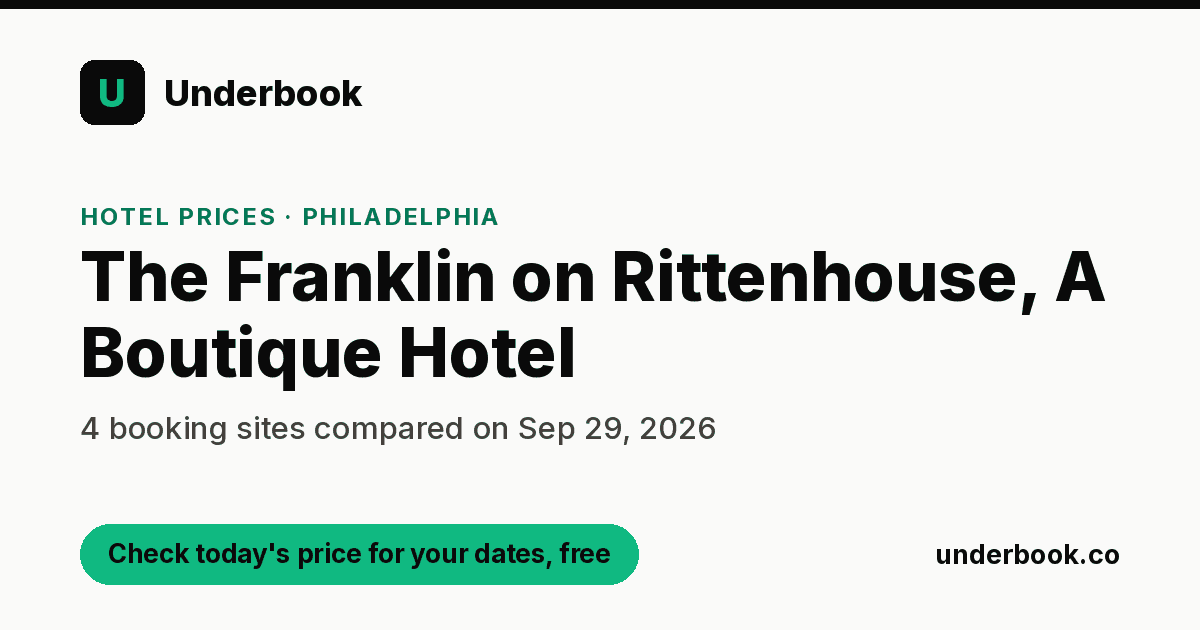 U Underbook
HOTEL PRICES · PHILADELPHIA
The Franklin on Rittenhouse, A
Boutique Hotel
4 booking sites compared on Sep 29, 2026
Check today's price for your dates, free
underbook.co